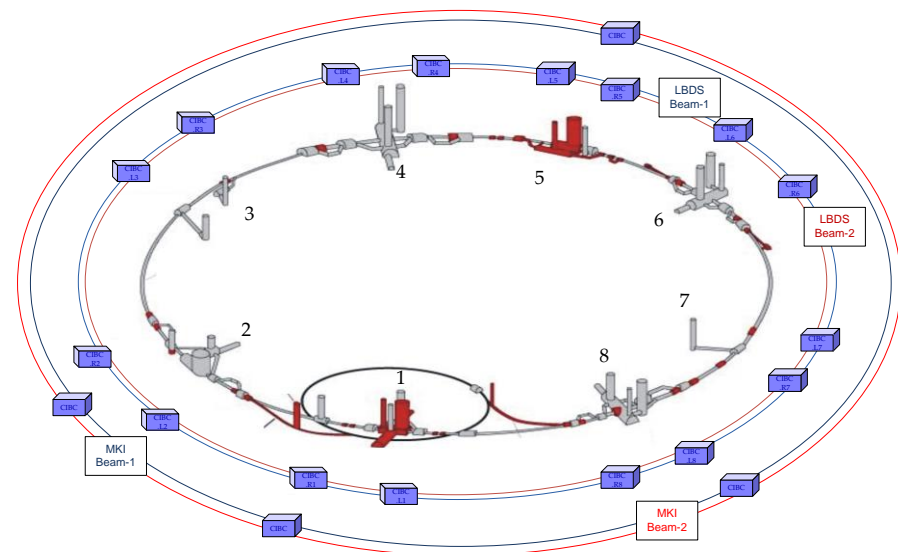 CIBC
CIBC
.R4
CIBC
.L4
CIBC
.L5
CIBC
.R5
LBDS
Beam-1
CIBC
.R3
CIBC
.L6
CIBC
.L3
4
5
CIBC
.R6
3
6
LBDS
Beam-2
7
2
CIBC
.L7
CIBC
.R2
8
1
CIBC
.R7
CIBC
CIBC
.L2
MKI
Beam-1
CIBC
.L8
CIBC
.R1
CIBC
.R8
CIBC
CIBC
.L1
CIBC
MKI
Beam-2